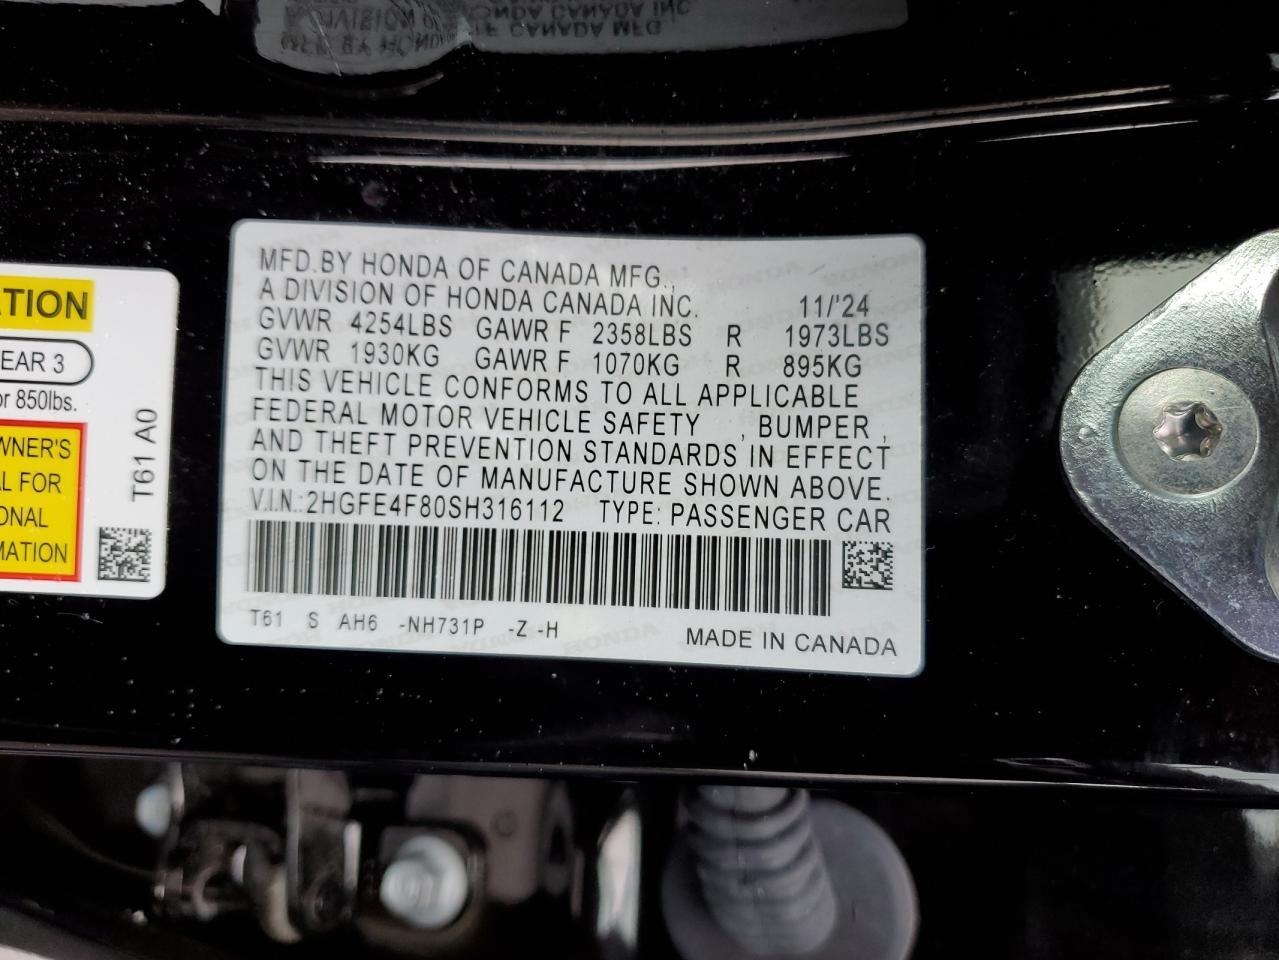 ATION
EAR 3
or 850lbs.
OWNER'S
AL FOR
ONAL
MATION
T61 A0
MFD.BY HONDA OF CANADA MFG.,
A DIVISION OF HONDA CANADA INC. 11/'24
GVWR 4254LBS GAWR F 2358LBS R 1973LBS
GVWR 1930KG GAWR F 1070KG R 895KG
THIS VEHICLE CONFORMS TO ALL APPLICABLE
FEDERAL MOTOR VEHICLE SAFETY , BUMPER ,
AND THEFT PREVENTION STANDARDS IN EFFECT
ON THE DATE OF MANUFACTURE SHOWN ABOVE.
V.I.N.:2HGFE4F80SH316112 TYPE: PASSENGER CAR
T61 S AH6 -NH731P -Z -H
MADE IN CANADA